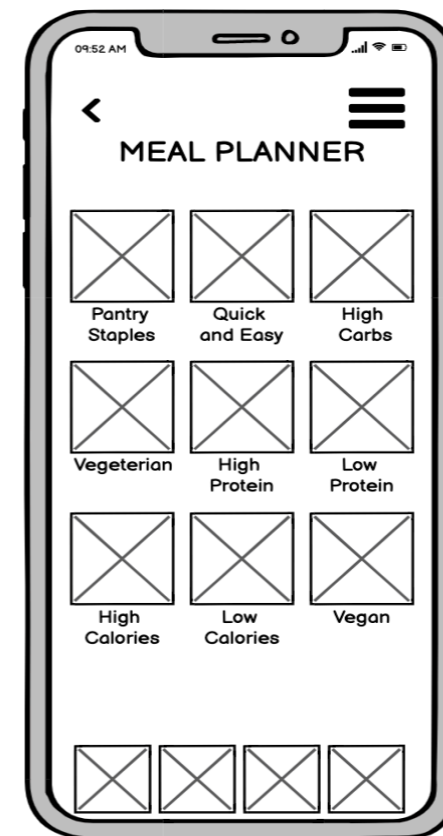 09:52 AM
MEAL PLANNER
Pantry
Staples
Quick
and Easy
High
Carbs
Vegeterian
High
Protein
Low
Protein
High
Calories
Low
Calories
Vegan